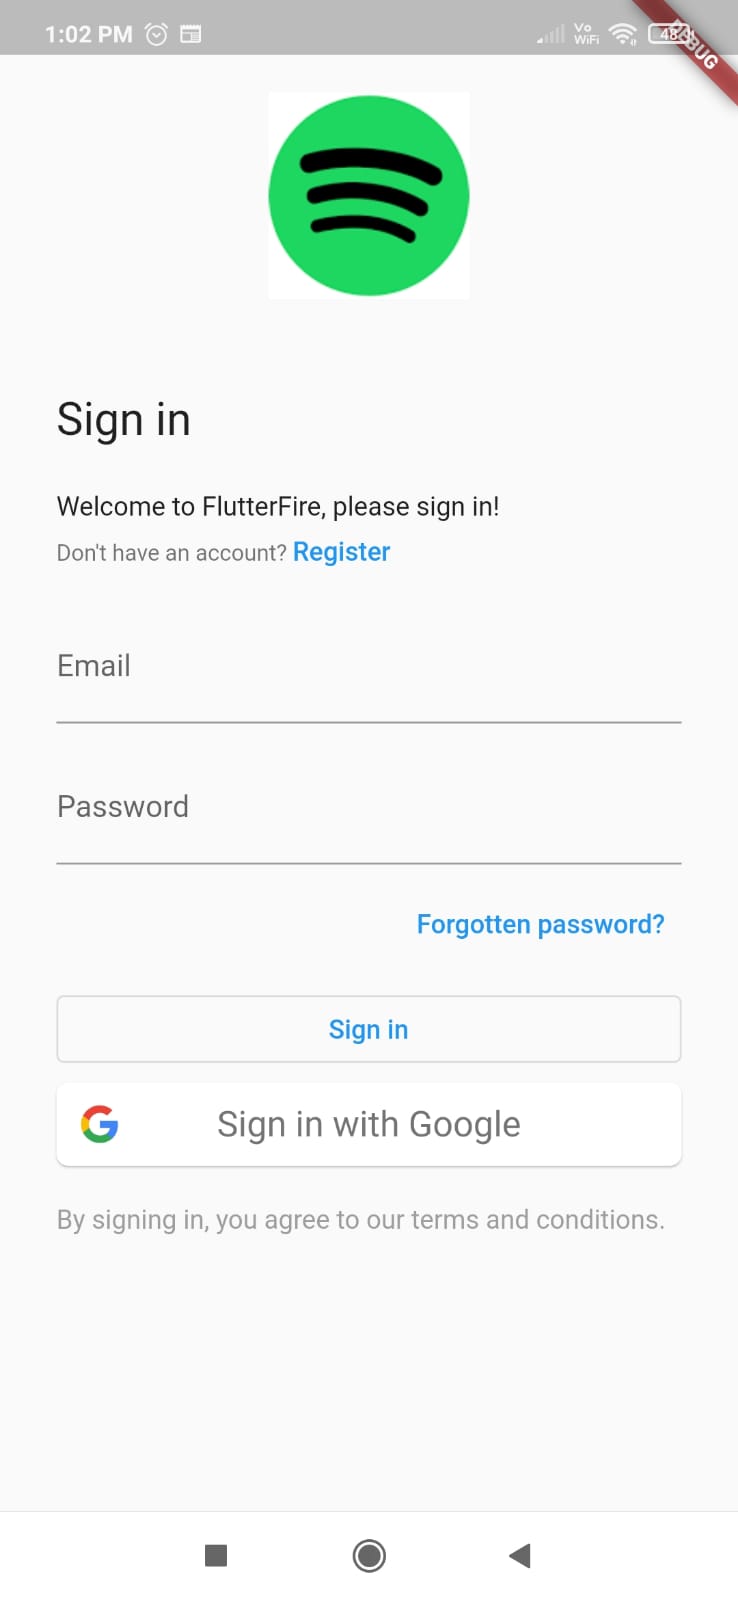 1:02 PM
Vo
WiFi
48
DEBUG
Sign in
Welcome to FlutterFire, please sign in!
Don't have an account? Register
Email
Password
Forgotten password?
Sign in
Sign in with Google
By signing in, you agree to our terms and conditions.